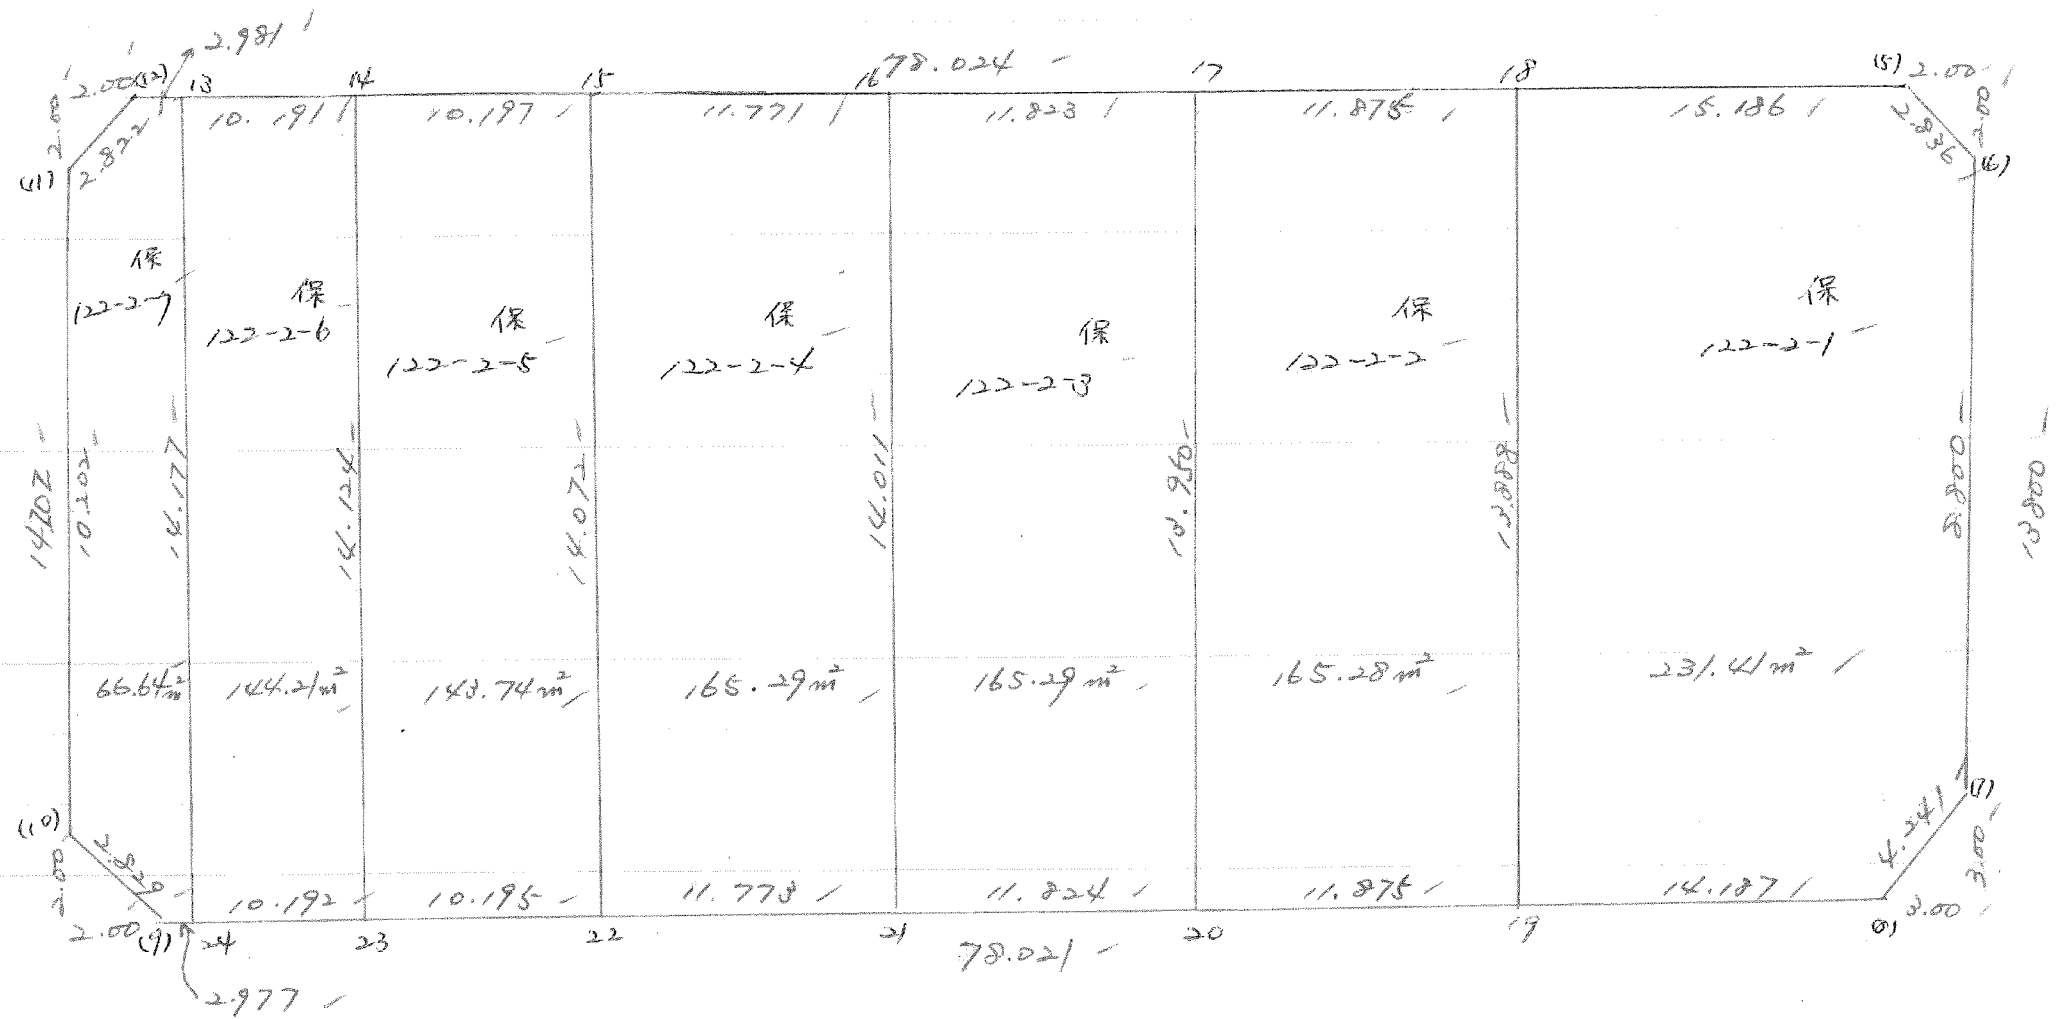 2.981
2.00 (12) 13 14 15 16 78.024 17 18 (5) 2.00
2.00 2.822 10.191 10.197 11.771 11.823 11.875 15.186 2.836 2.00
(11) (6)
保 保 保 保 保 保 保
122-2-7 122-2-6 122-2-5 122-2-4 122-2-3 122-2-2 122-2-1
14.202 10.202 14.177 14.124 14.072 14.011 13.950 13.888 8.800 13.800
66.64m² 144.21m² 143.74m² 165.29m² 165.29m² 165.28m² 231.41m²
(10) (7)
2.00 10.192 10.195 11.773 11.824 11.875 14.187 4.241 3.00
2.00 (9) 24 23 22 21 78.021 20 19 3.00
2.977